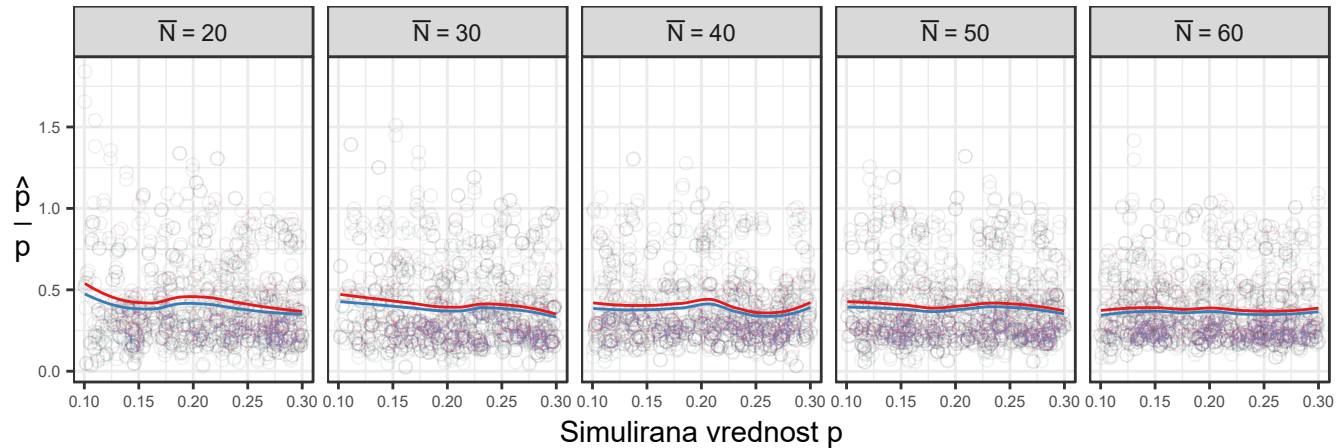 N̅ = 20 N̅ = 30 N̅ = 40 N̅ = 50 N̅ = 60
1.5
1.0
0.5
0.0
p̂
p
0.10 0.15 0.20 0.25 0.30 0.10 0.15 0.20 0.25 0.30 0.10 0.15 0.20 0.25 0.30 0.10 0.15 0.20 0.25 0.30 0.10 0.15 0.20 0.25 0.30
Simulirana vrednost p